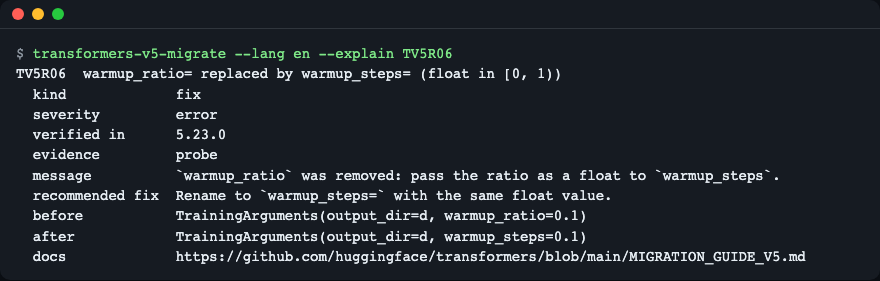 $ transformers-v5-migrate --lang en --explain TV5R06
TV5R06  warmup_ratio= replaced by warmup_steps= (float in [0, 1))
  kind             fix
  severity         error
  verified in      5.23.0
  evidence         probe
  message          `warmup_ratio` was removed: pass the ratio as a float to `warmup_steps`.
  recommended fix  Rename to `warmup_steps=` with the same float value.
  before           TrainingArguments(output_dir=d, warmup_ratio=0.1)
  after            TrainingArguments(output_dir=d, warmup_steps=0.1)
  docs             https://github.com/huggingface/transformers/blob/main/MIGRATION_GUIDE_V5.md